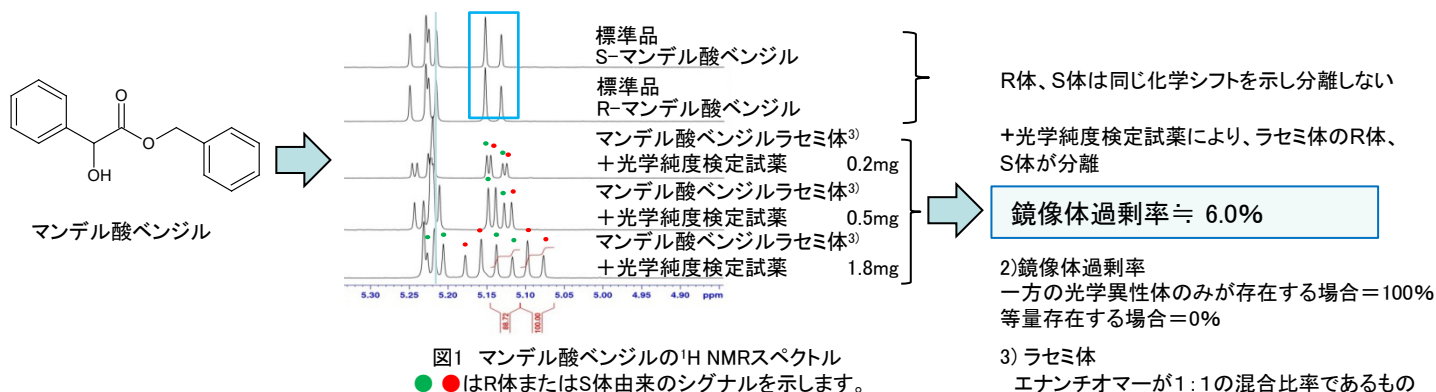 O
O
OH
マンデル酸ベンジル
標準品
S-マンデル酸ベンジル
標準品
R-マンデル酸ベンジル
マンデル酸ベンジルラセミ体3)
+光学純度検定試薬 0.2mg
マンデル酸ベンジルラセミ体3)
+光学純度検定試薬 0.5mg
マンデル酸ベンジルラセミ体3)
+光学純度検定試薬 1.8mg
5.30 5.25 5.20 5.15 5.10 5.05 5.00 4.95 4.90 ppm
88.72 100.00
図1 マンデル酸ベンジルの1H NMRスペクトル
はR体またはS体由来のシグナルを示します。
R体、S体は同じ化学シフトを示し分離しない
+光学純度検定試薬により、ラセミ体のR体、
S体が分離
鏡像体過剰率≒ 6.0%
2)鏡像体過剰率
一方の光学異性体のみが存在する場合=100%
等量存在する場合=0%
3) ラセミ体
エナンチオマーが1:1の混合比率であるもの